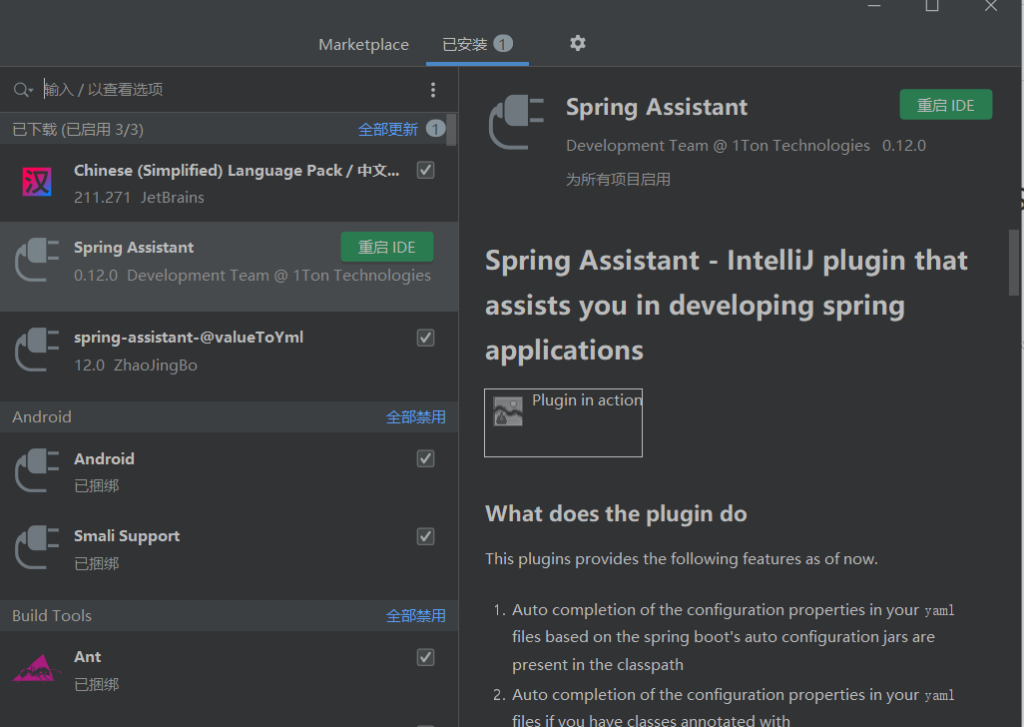 Marketplace
已安装 1
输入 / 以查看选项
已下载 (已启用 3/3)
全部更新 1
汉
Chinese (Simplified) Language Pack / 中文...
211.271 JetBrains
Spring Assistant
重启 IDE
0.12.0 Development Team @ 1Ton Technologies
spring-assistant-@valueToYml
12.0 ZhaoJingBo
Android
全部禁用
Android
已捆绑
Smali Support
已捆绑
Build Tools
全部禁用
Ant
已捆绑
Spring Assistant
重启 IDE
Development Team @ 1Ton Technologies 0.12.0
为所有项目启用
Spring Assistant - IntelliJ plugin that
assists you in developing spring
applications
Plugin in action
What does the plugin do
This plugins provides the following features as of now.
1. Auto completion of the configuration properties in your yaml
files based on the spring boot's auto configuration jars are
present in the classpath
2. Auto completion of the configuration properties in your yaml
files if you have classes annotated with